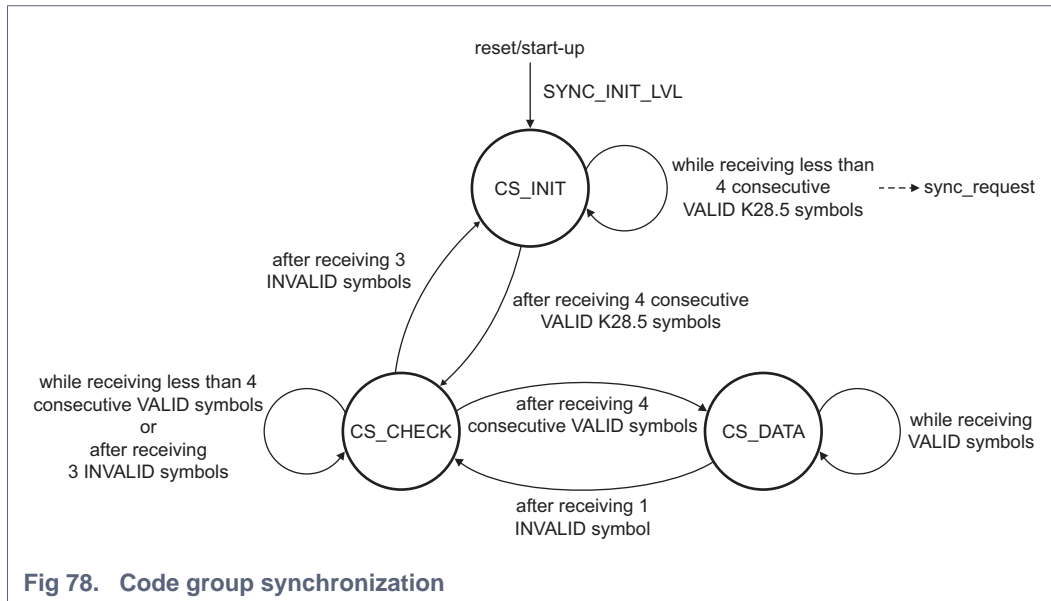 reset/start-up
SYNC_INIT_LVL
CS_INIT
while receiving less than
4 consecutive
VALID K28.5 symbols
sync_request
after receiving 3
INVALID symbols
after receiving 4 consecutive
VALID K28.5 symbols
while receiving less than 4
consecutive VALID symbols
or
after receiving
3 INVALID symbols
CS_CHECK
after receiving 4
consecutive VALID symbols
CS_DATA
while receiving
VALID symbols
after receiving 1
INVALID symbol
Fig 78. Code group synchronization